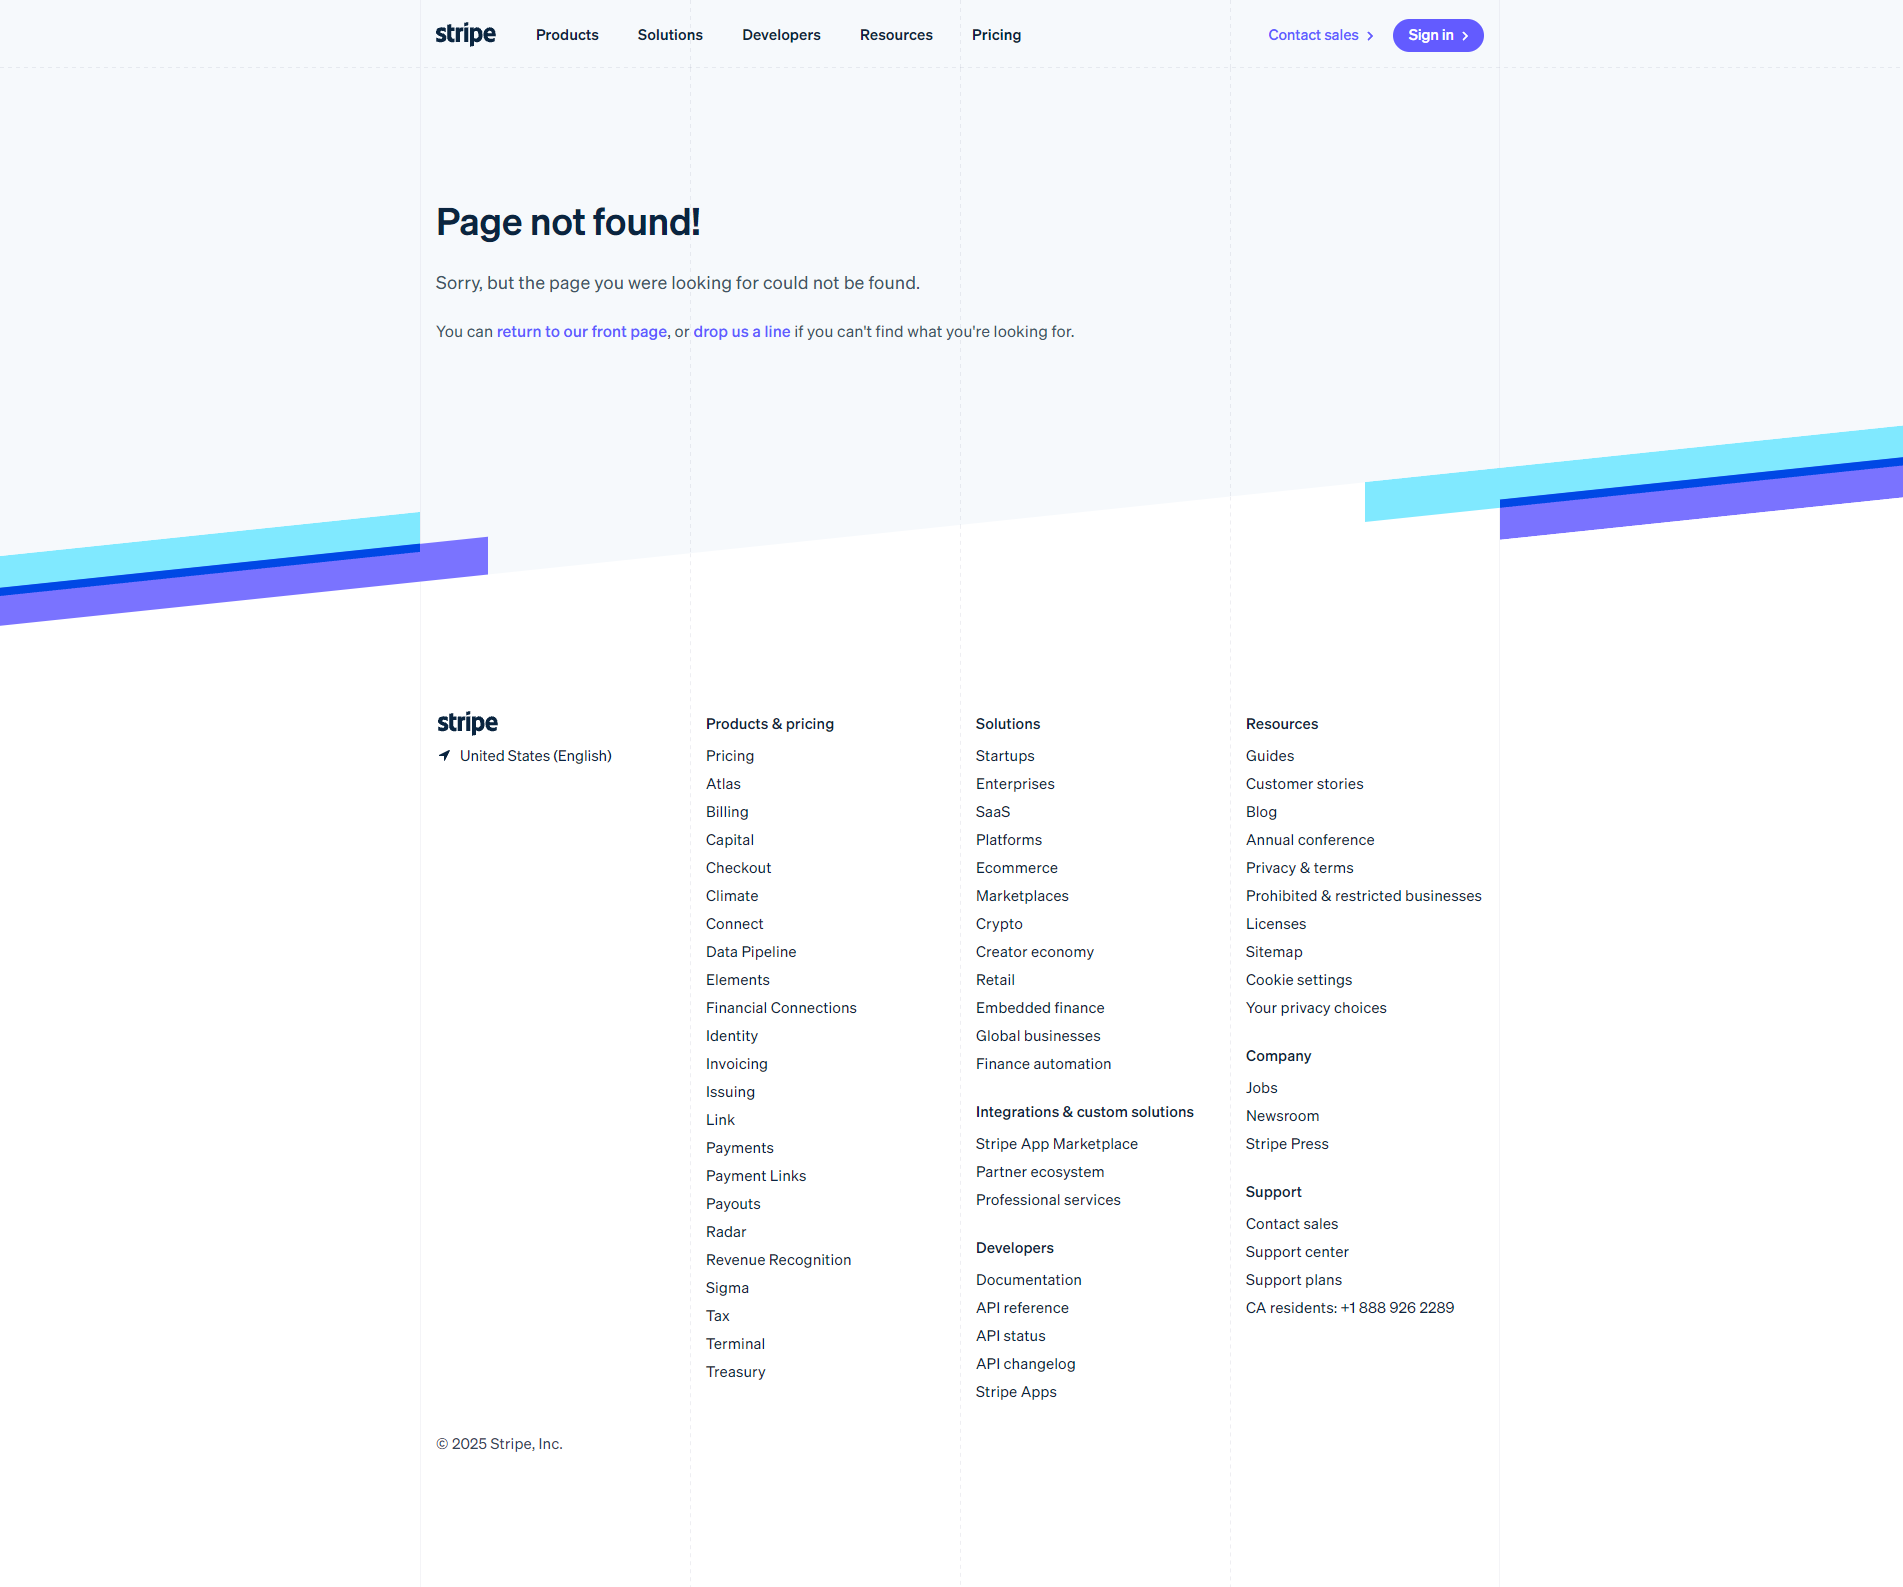 stripe
Products
Solutions
Developers
Resources
Pricing
Contact sales
Sign in
Page not found!
Sorry, but the page you were looking for could not be found.
You can return to our front page, or drop us a line if you can't find what you're looking for.
stripe
United States (English)
Products & pricing
Pricing
Atlas
Billing
Capital
Checkout
Climate
Connect
Data Pipeline
Elements
Financial Connections
Identity
Invoicing
Issuing
Link
Payments
Payment Links
Payouts
Radar
Revenue Recognition
Sigma
Tax
Terminal
Treasury
Solutions
Startups
Enterprises
SaaS
Platforms
Ecommerce
Marketplaces
Crypto
Creator economy
Retail
Embedded finance
Global businesses
Finance automation
Integrations & custom solutions
Stripe App Marketplace
Partner ecosystem
Professional services
Developers
Documentation
API reference
API status
API changelog
Stripe Apps
Resources
Guides
Customer stories
Blog
Annual conference
Privacy & terms
Prohibited & restricted businesses
Licenses
Sitemap
Cookie settings
Your privacy choices
Company
Jobs
Newsroom
Stripe Press
Support
Contact sales
Support center
Support plans
CA residents: +1 888 926 2289
© 2025 Stripe, Inc.